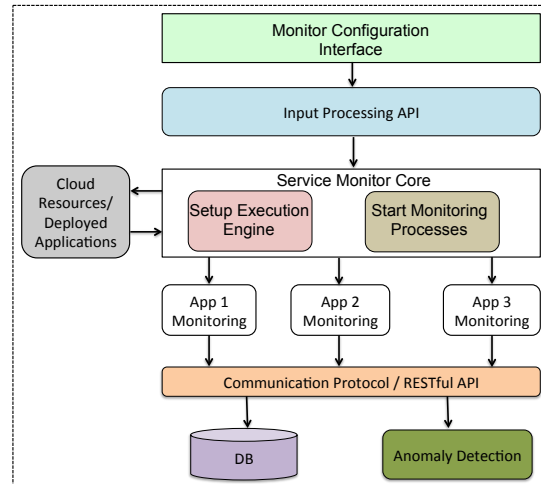 Monitor Configuration
Interface
Input Processing API
Service Monitor Core
Cloud
Resources/
Deployed
Applications
Setup Execution
Engine
Start Monitoring
Processes
App 1
Monitoring
App 2
Monitoring
App 3
Monitoring
Communication Protocol / RESTful API
DB
Anomaly Detection